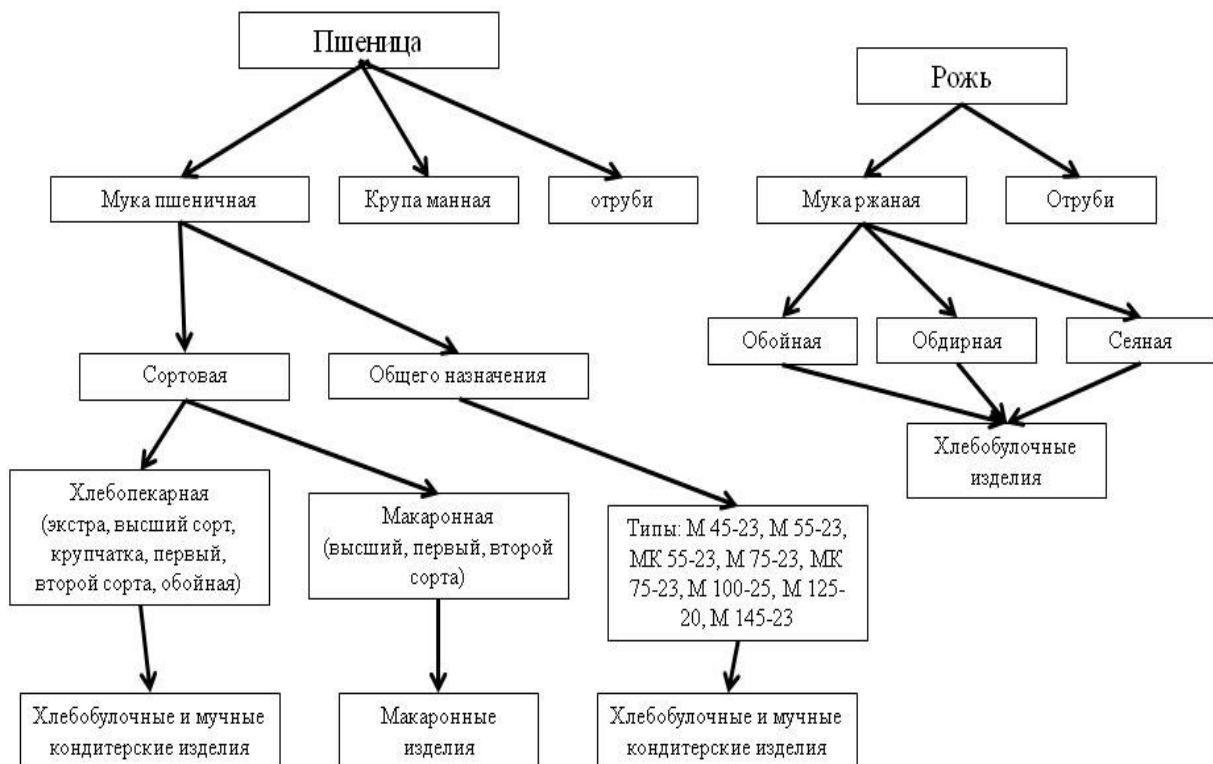 Пшеница
Рожь
Мука пшеничная
Крупа манная
отруби
Мука ржаная
Отруби
Обойная
Обдирная
Сеяная
Сортовая
Общего назначения
Хлебобулочные
изделия
Хлебопекарная
(экстра, высший сорт,
крупчатка, первый,
второй сорта, обойная)
Макаронная
(высший, первый, второй
сорта)
Типы: М 45-23, М 55-23,
МК 55-23, М 75-23, МК
75-23, М 100-25, М 125-
20, М 145-23
Хлебобулочные и мучные
кондитерские изделия
Макаронные
изделия
Хлебобулочные и мучные
кондитерские изделия